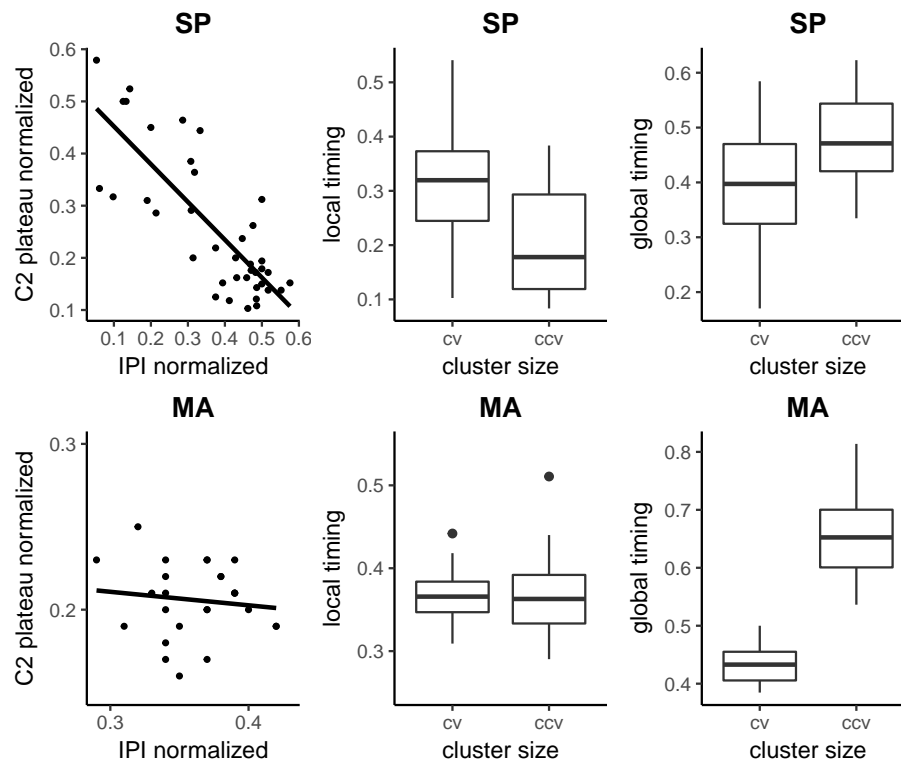 SP
C2 plateau normalized
0.6
0.5
0.4
0.3
0.2
0.1
0.1 0.2 0.3 0.4 0.5 0.6
IPI normalized
SP
local timing
0.5
0.3
0.1
cv ccv
cluster size
SP
global timing
0.6
0.5
0.4
0.3
0.2
cv ccv
cluster size
MA
C2 plateau normalized
0.3
0.2
0.3 0.4
IPI normalized
MA
local timing
0.5
0.4
0.3
cv ccv
cluster size
MA
global timing
0.8
0.7
0.6
0.5
0.4
cv ccv
cluster size